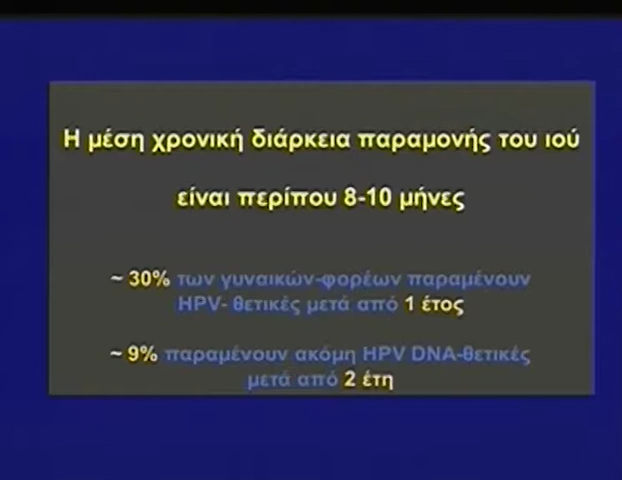 Η μέση χρονική διάρκεια παραμονής του ιού
είναι περίπου 8-10 μήνες
~ 30% των γυναικών-φορέων παραμένουν
HPV- θετικές μετά από 1 έτος
~ 9% παραμένουν ακόμη HPV DNA-θετικές
μετά από 2 έτη